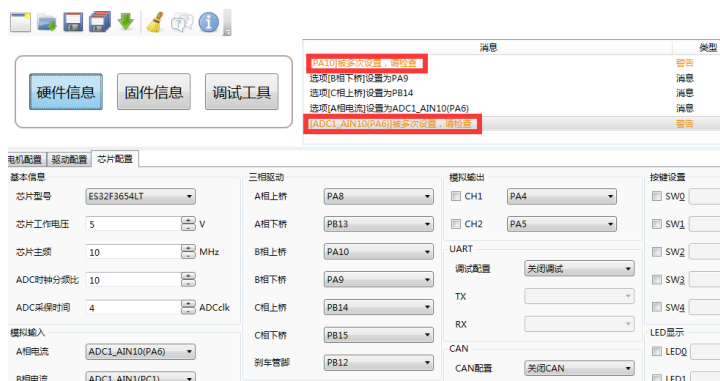 消息 类型
[PA10]被多次设置，请检查 警告
选项[B相下桥]设置为PA9 消息
选项[C相上桥]设置为PB14 消息
选项[A相电流]设置为ADC1_AIN10(PA6) 消息
[ADC1_AIN10(PA6)]被多次设置，请检查 警告
硬件信息 固件信息 调试工具
电机配置 驱动配置 芯片配置
基本信息 三相驱动 模拟输出 按键设置
芯片型号 ES32F3654LT A相上桥 PA8 CH1 PA4 SW0
芯片工作电压 5 V A相下桥 PB13 CH2 PA5 SW1
芯片主频 10 MHz B相上桥 PA10 UART SW2
ADC时钟分频比 10 B相下桥 PA9 调试配置 关闭调试 SW3
ADC采保时间 4 ADCclk C相上桥 PB14 TX SW4
模拟输入 C相下桥 PB15 RX LED显示
A相电流 ADC1_AIN10(PA6) 刹车管脚 PB12 CAN LED0
B相电流 ADC1_AIN1(PC1) CAN配置 关闭CAN LED1